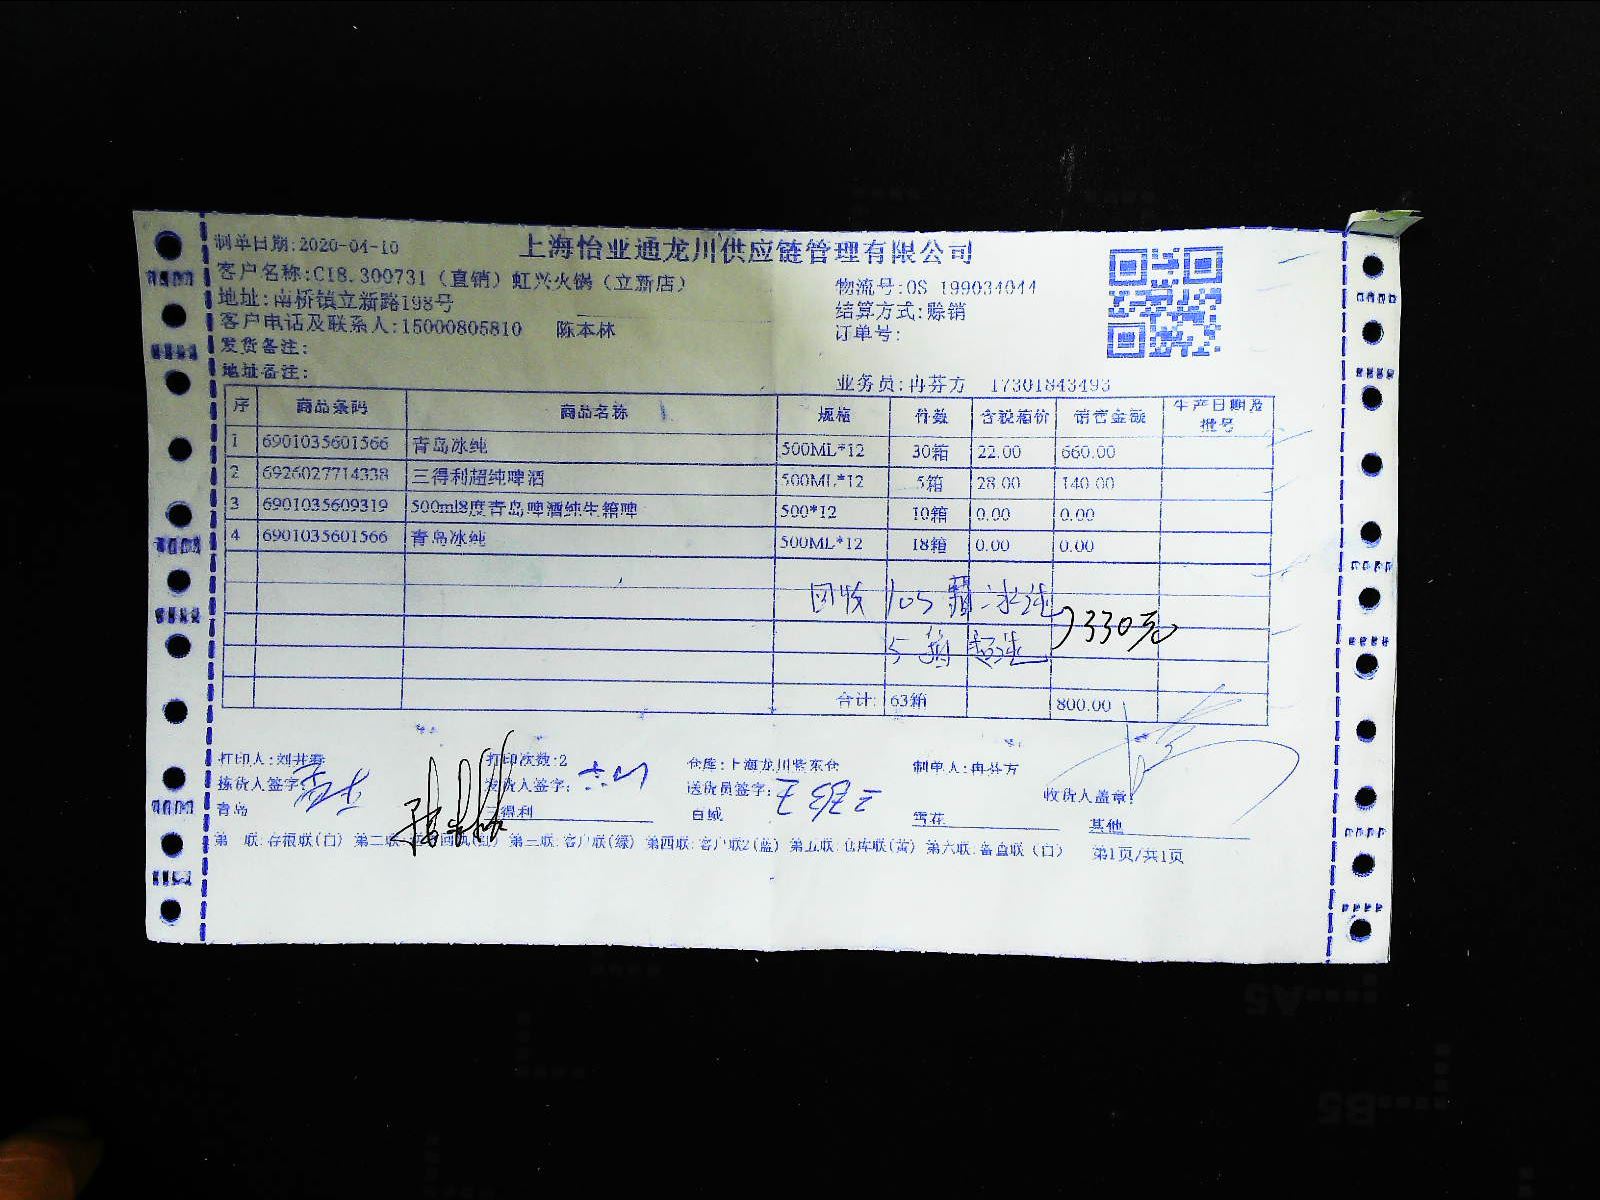 制单日期:2020-04-10
上海怡业通龙川供应链管理有限公司
客户名称:C18.300731（直销）虹兴火锅（立新店）
物流号:OS 199034044
地址:南桥镇立新路198号
结算方式:赊销
客户电话及联系人:15000805810 陈本林
订单号:
发货备注:
地址备注:
业务员:冉芬方 17301843493
序 商品条码 商品名称 规格 件数 含税箱价 销售金额 生产日期及批号
1 6901035601566 青岛冰纯 500ML*12 30箱 22.00 660.00
2 6926027714338 三得利超纯啤酒 500ML*12 5箱 28.00 140.00
3 6901035609319 500ml8度青岛啤酒纯生箱啤 500*12 10箱 0.00 0.00
4 6901035601566 青岛冰纯 500ML*12 18箱 0.00 0.00
回收 105箱 冰纯
330元
5箱 超纯
合计: 63箱 800.00
打印人:刘井春 打印次数:2 仓库:上海龙川紫东仓 制单人:冉芬方
拣货人签字: 发货人签字: 送货员签字: 收货人盖章:
青岛 三得利 百威 雪花 其他
第一联:存根联(白) 第二联: 第三联:客户联(绿) 第四联:客户联2(蓝) 第五联:仓库联(黄) 第六联:备查联(白) 第1页/共1页
A5
B5